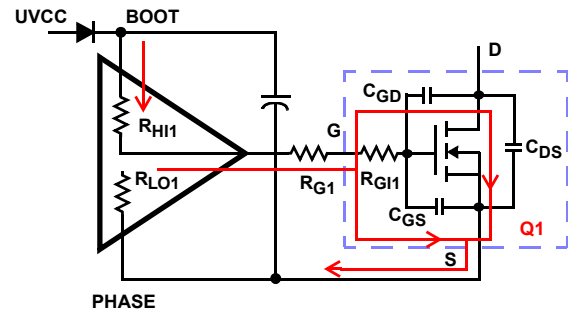 UVCC
BOOT
D
CGD
RHI1
G
CDS
RLO1
RG1
RGI1
CGS
Q1
S
PHASE